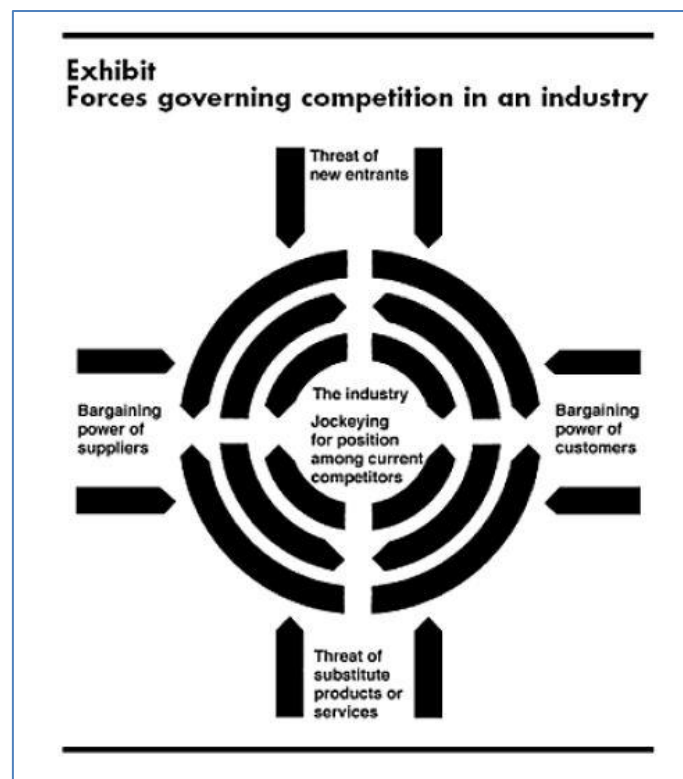 Exhibit
Forces governing competition in an industry
Threat of
new entrants
Bargaining
power of
suppliers
The industry
Jockeying
for position
among current
competitors
Bargaining
power of
customers
Threat of
substitute
products or
services